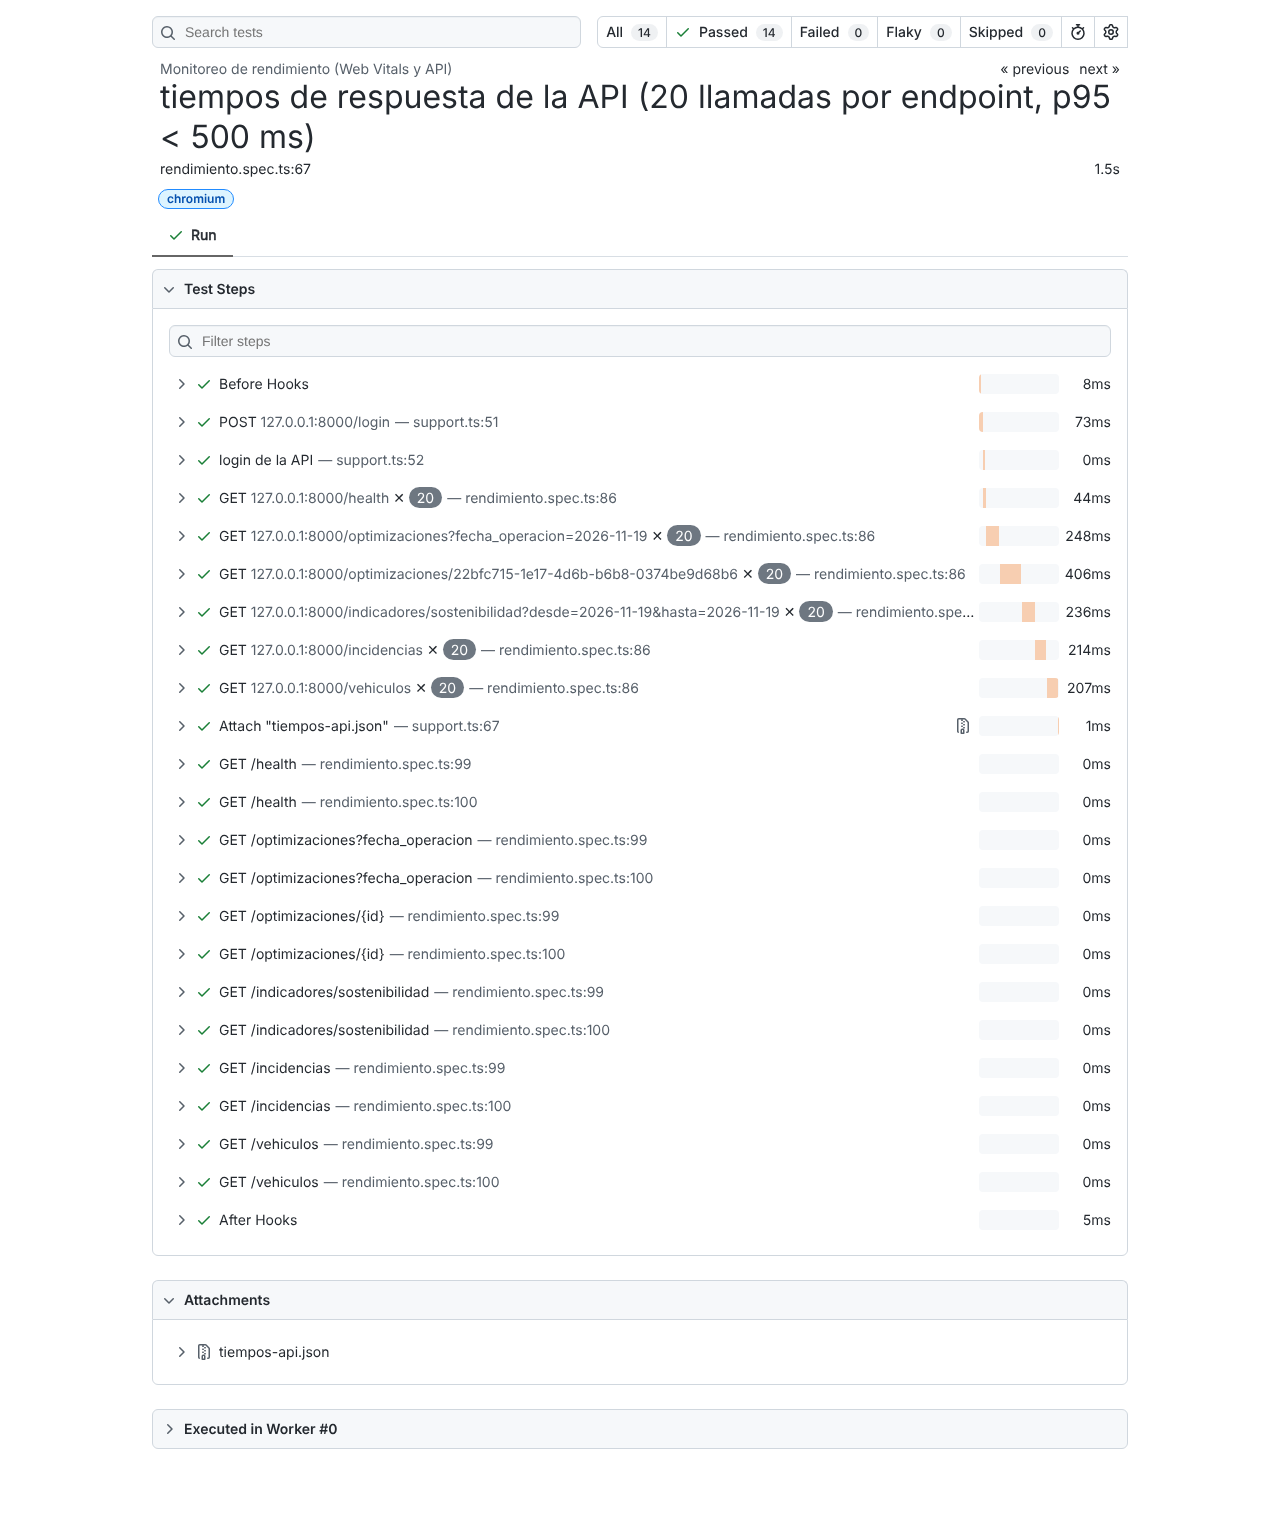 Search tests
All 14 Passed 14 Failed 0 Flaky 0 Skipped 0
Monitoreo de rendimiento (Web Vitals y API)
« previous next »
tiempos de respuesta de la API (20 llamadas por endpoint, p95
< 500 ms)
rendimiento.spec.ts:67
1.5s
chromium
Run
Test Steps
Filter steps
Before Hooks 8ms
POST 127.0.0.1:8000/login — support.ts:51 73ms
login de la API — support.ts:52 0ms
GET 127.0.0.1:8000/health ✕ 20 — rendimiento.spec.ts:86 44ms
GET 127.0.0.1:8000/optimizaciones?fecha_operacion=2026-11-19 ✕ 20 — rendimiento.spec.ts:86 248ms
GET 127.0.0.1:8000/optimizaciones/22bfc715-1e17-4d6b-b6b8-0374be9d68b6 ✕ 20 — rendimiento.spec.ts:86 406ms
GET 127.0.0.1:8000/indicadores/sostenibilidad?desde=2026-11-19&hasta=2026-11-19 ✕ 20 — rendimiento.spe... 236ms
GET 127.0.0.1:8000/incidencias ✕ 20 — rendimiento.spec.ts:86 214ms
GET 127.0.0.1:8000/vehiculos ✕ 20 — rendimiento.spec.ts:86 207ms
Attach "tiempos-api.json" — support.ts:67 1ms
GET /health — rendimiento.spec.ts:99 0ms
GET /health — rendimiento.spec.ts:100 0ms
GET /optimizaciones?fecha_operacion — rendimiento.spec.ts:99 0ms
GET /optimizaciones?fecha_operacion — rendimiento.spec.ts:100 0ms
GET /optimizaciones/{id} — rendimiento.spec.ts:99 0ms
GET /optimizaciones/{id} — rendimiento.spec.ts:100 0ms
GET /indicadores/sostenibilidad — rendimiento.spec.ts:99 0ms
GET /indicadores/sostenibilidad — rendimiento.spec.ts:100 0ms
GET /incidencias — rendimiento.spec.ts:99 0ms
GET /incidencias — rendimiento.spec.ts:100 0ms
GET /vehiculos — rendimiento.spec.ts:99 0ms
GET /vehiculos — rendimiento.spec.ts:100 0ms
After Hooks 5ms
Attachments
tiempos-api.json
Executed in Worker #0